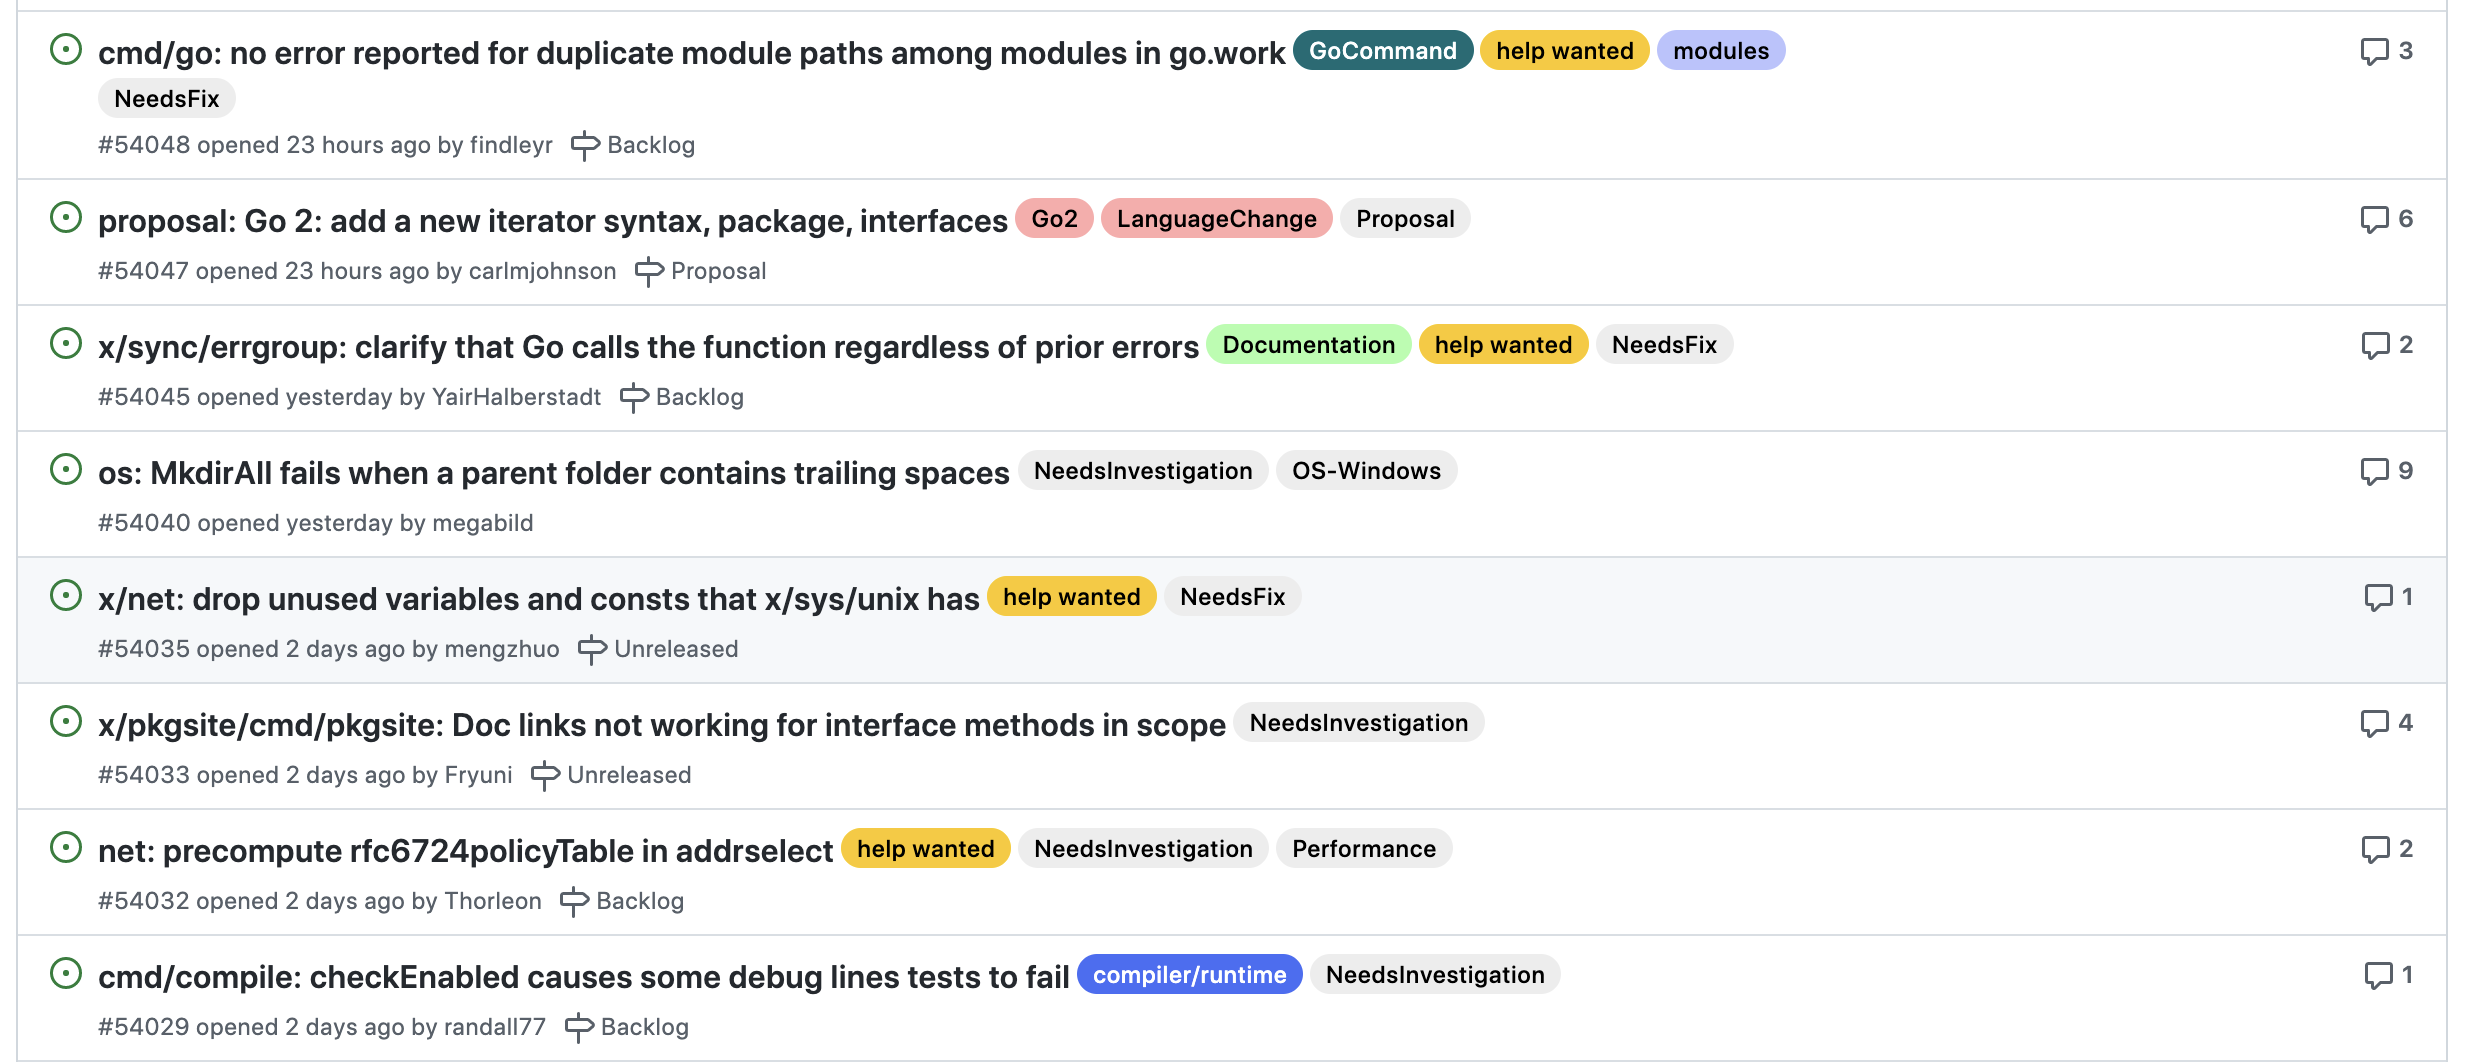 cmd/go: no error reported for duplicate module paths among modules in go.work GoCommand help wanted modules 3
NeedsFix
#54048 opened 23 hours ago by findleyr Backlog
proposal: Go 2: add a new iterator syntax, package, interfaces Go2 LanguageChange Proposal 6
#54047 opened 23 hours ago by carlmjohnson Proposal
x/sync/errgroup: clarify that Go calls the function regardless of prior errors Documentation help wanted NeedsFix 2
#54045 opened yesterday by YairHalberstadt Backlog
os: MkdirAll fails when a parent folder contains trailing spaces NeedsInvestigation OS-Windows 9
#54040 opened yesterday by megabild
x/net: drop unused variables and consts that x/sys/unix has help wanted NeedsFix 1
#54035 opened 2 days ago by mengzhuo Unreleased
x/pkgsite/cmd/pkgsite: Doc links not working for interface methods in scope NeedsInvestigation 4
#54033 opened 2 days ago by Fryuni Unreleased
net: precompute rfc6724policyTable in addrselect help wanted NeedsInvestigation Performance 2
#54032 opened 2 days ago by Thorleon Backlog
cmd/compile: checkEnabled causes some debug lines tests to fail compiler/runtime NeedsInvestigation 1
#54029 opened 2 days ago by randall77 Backlog